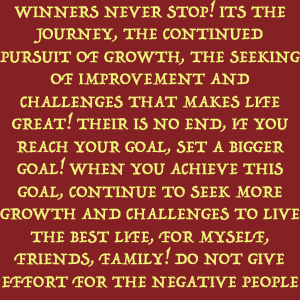 WINNERS NEVER STOP! ITS THE
JOURNEY, THE CONTINUED
PURSUIT OF GROWTH, THE SEEKING
OF IMPROVEMENT AND
CHALLENGES THAT MAKES LIFE
GREAT! THEIR IS NO END, IF YOU
REACH YOUR GOAL, SET A BIGGER
GOAL! WHEN YOU ACHIEVE THIS
GOAL, CONTINUE TO SEEK MORE
GROWTH AND CHALLENGES TO LIVE
THE BEST LIFE, FOR MYSELF,
FRIENDS, FAMILY! DO NOT GIVE
EFFORT FOR THE NEGATIVE PEOPLE